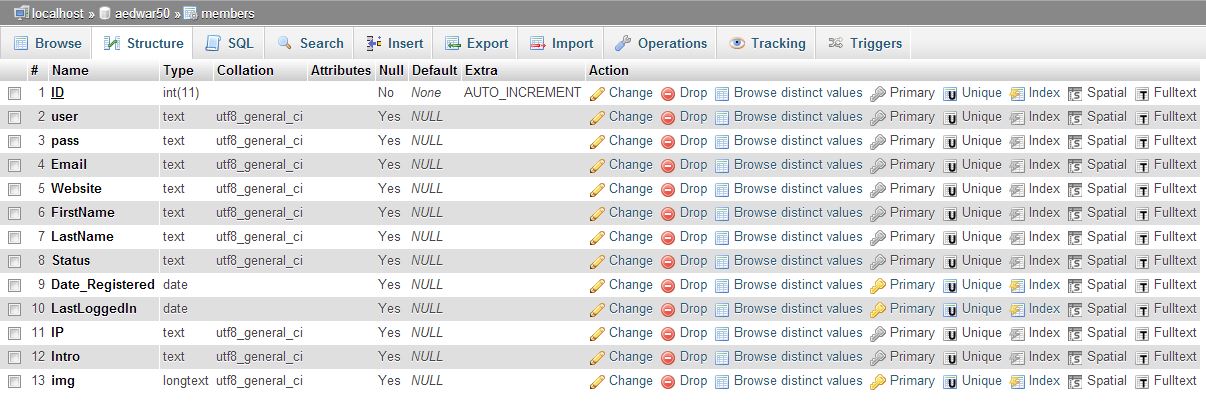 localhost » aedwar50 » members
Browse Structure SQL Search Insert Export Import Operations Tracking Triggers
# Name Type Collation Attributes Null Default Extra Action
1 ID int(11) No None AUTO_INCREMENT Change Drop Browse distinct values Primary Unique Index Spatial Fulltext
2 user text utf8_general_ci Yes NULL Change Drop Browse distinct values Primary Unique Index Spatial Fulltext
3 pass text utf8_general_ci Yes NULL Change Drop Browse distinct values Primary Unique Index Spatial Fulltext
4 Email text utf8_general_ci Yes NULL Change Drop Browse distinct values Primary Unique Index Spatial Fulltext
5 Website text utf8_general_ci Yes NULL Change Drop Browse distinct values Primary Unique Index Spatial Fulltext
6 FirstName text utf8_general_ci Yes NULL Change Drop Browse distinct values Primary Unique Index Spatial Fulltext
7 LastName text utf8_general_ci Yes NULL Change Drop Browse distinct values Primary Unique Index Spatial Fulltext
8 Status text utf8_general_ci Yes NULL Change Drop Browse distinct values Primary Unique Index Spatial Fulltext
9 Date_Registered date Yes NULL Change Drop Browse distinct values Primary Unique Index Spatial Fulltext
10 LastLoggedIn date Yes NULL Change Drop Browse distinct values Primary Unique Index Spatial Fulltext
11 IP text utf8_general_ci Yes NULL Change Drop Browse distinct values Primary Unique Index Spatial Fulltext
12 Intro text utf8_general_ci Yes NULL Change Drop Browse distinct values Primary Unique Index Spatial Fulltext
13 img longtext utf8_general_ci Yes NULL Change Drop Browse distinct values Primary Unique Index Spatial Fulltext